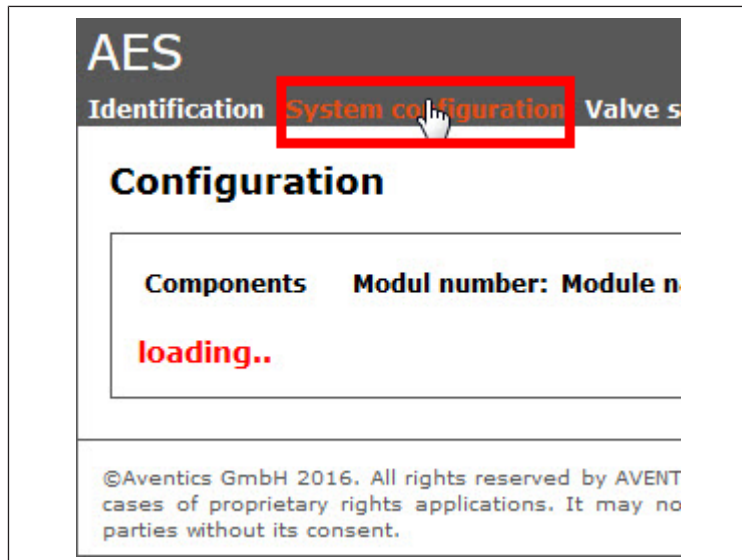 AES
Identification System configuration Valve s
Configuration
Components Modul number: Module n
loading..
©Aventics GmbH 2016. All rights reserved by AVENT
cases of proprietary rights applications. It may no
parties without its consent.